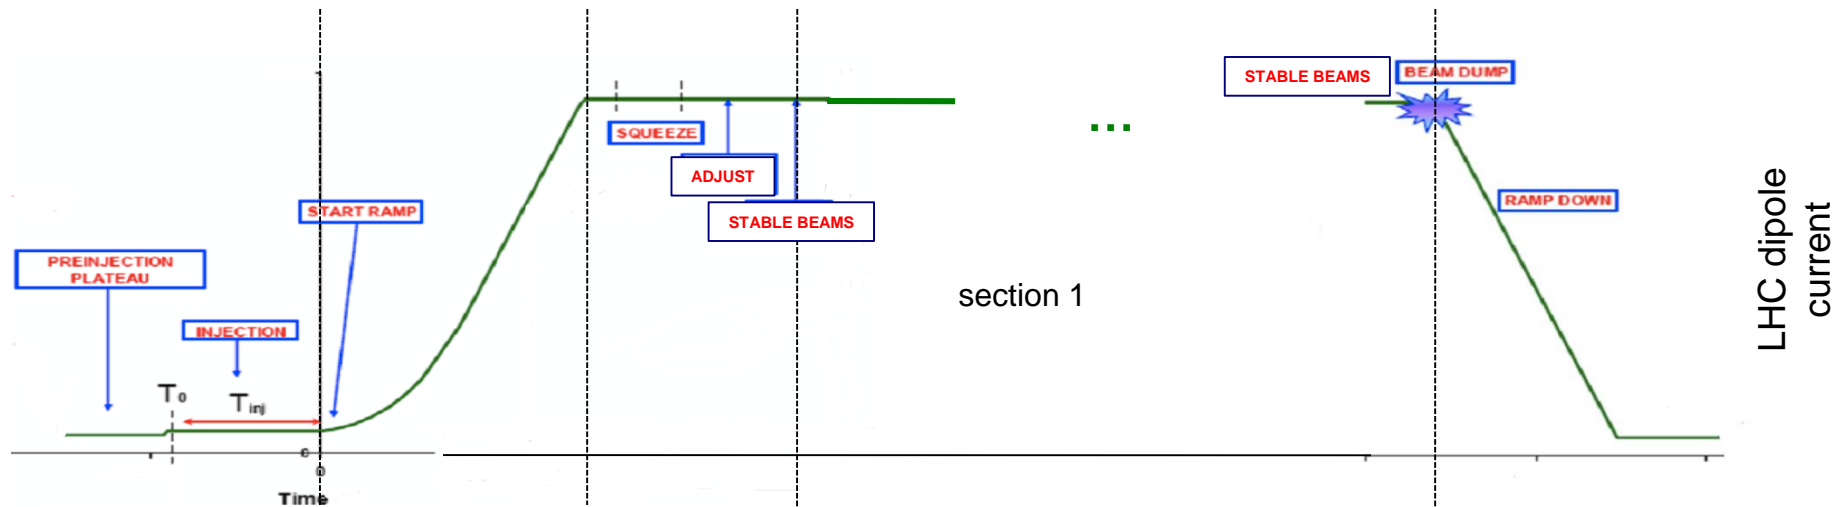 STABLE BEAMS
BEAM DUMP
SQUEEZE
...
ADJUST
START RAMP
STABLE BEAMS
RAMP DOWN
PREINJECTION
PLATEAU
section 1
LHC dipole
current
INJECTION
T0
Tinj
0
Time